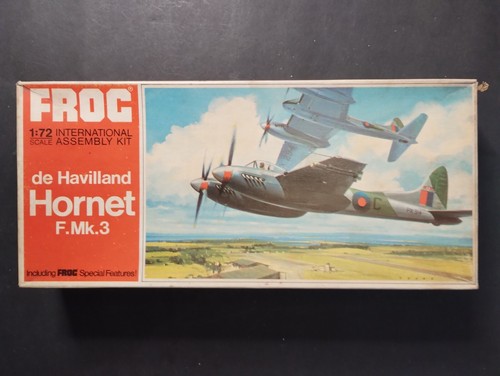 FROG
1:72 INTERNATIONAL
SCALE ASSEMBLY KIT
de Havilland
Hornet
F.Mk.3
Including FROG Special Features!
C